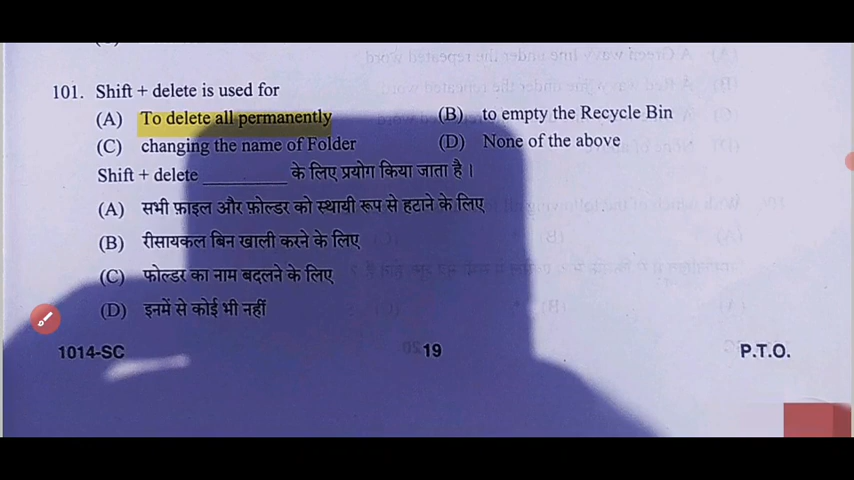 101. Shift + delete is used for
(A) To delete all permanently (B) to empty the Recycle Bin
(C) changing the name of Folder (D) None of the above
Shift + delete ________ के लिए प्रयोग किया जाता है ।
(A) सभी फ़ाइल और फ़ोल्डर को स्थायी रूप से हटाने के लिए
(B) रीसायकल बिन खाली करने के लिए
(C) फोल्डर का नाम बदलने के लिए
(D) इनमें से कोई भी नहीं
1014-SC 19 P.T.O.